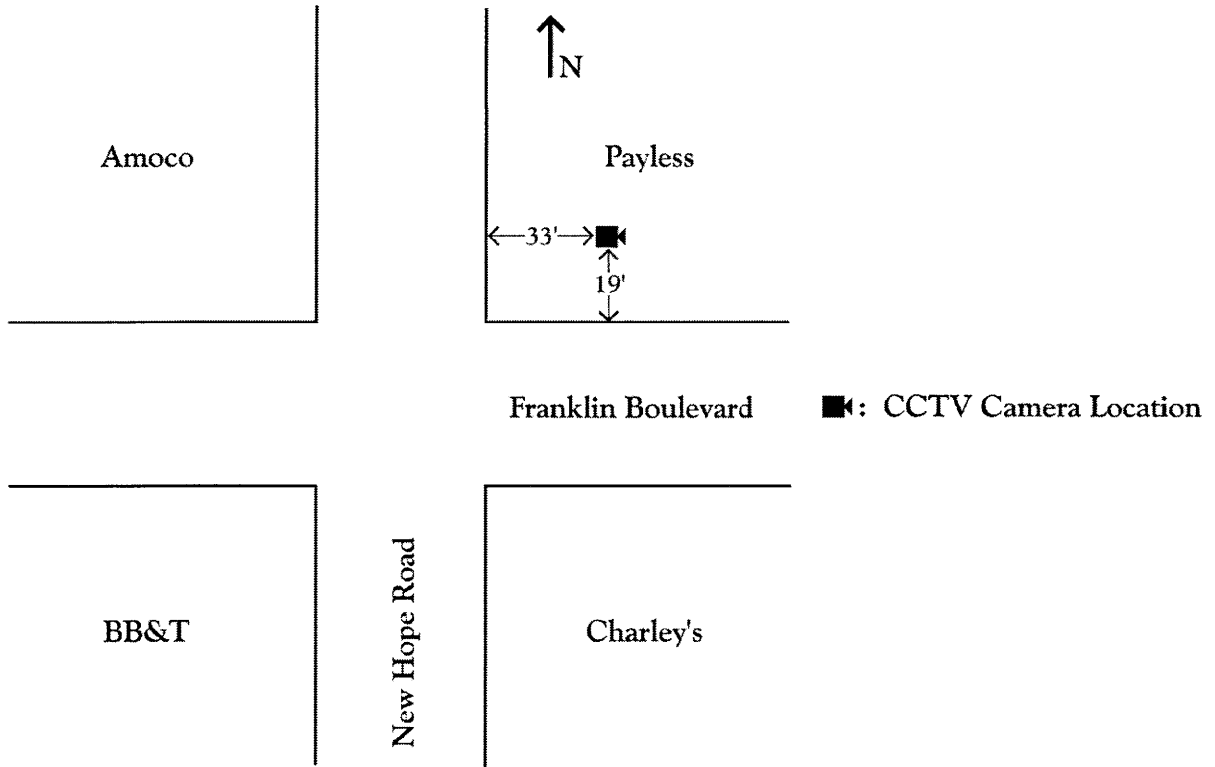 N
Amoco
Payless
33'
19'
Franklin Boulevard
: CCTV Camera Location
New Hope Road
BB&T
Charley's